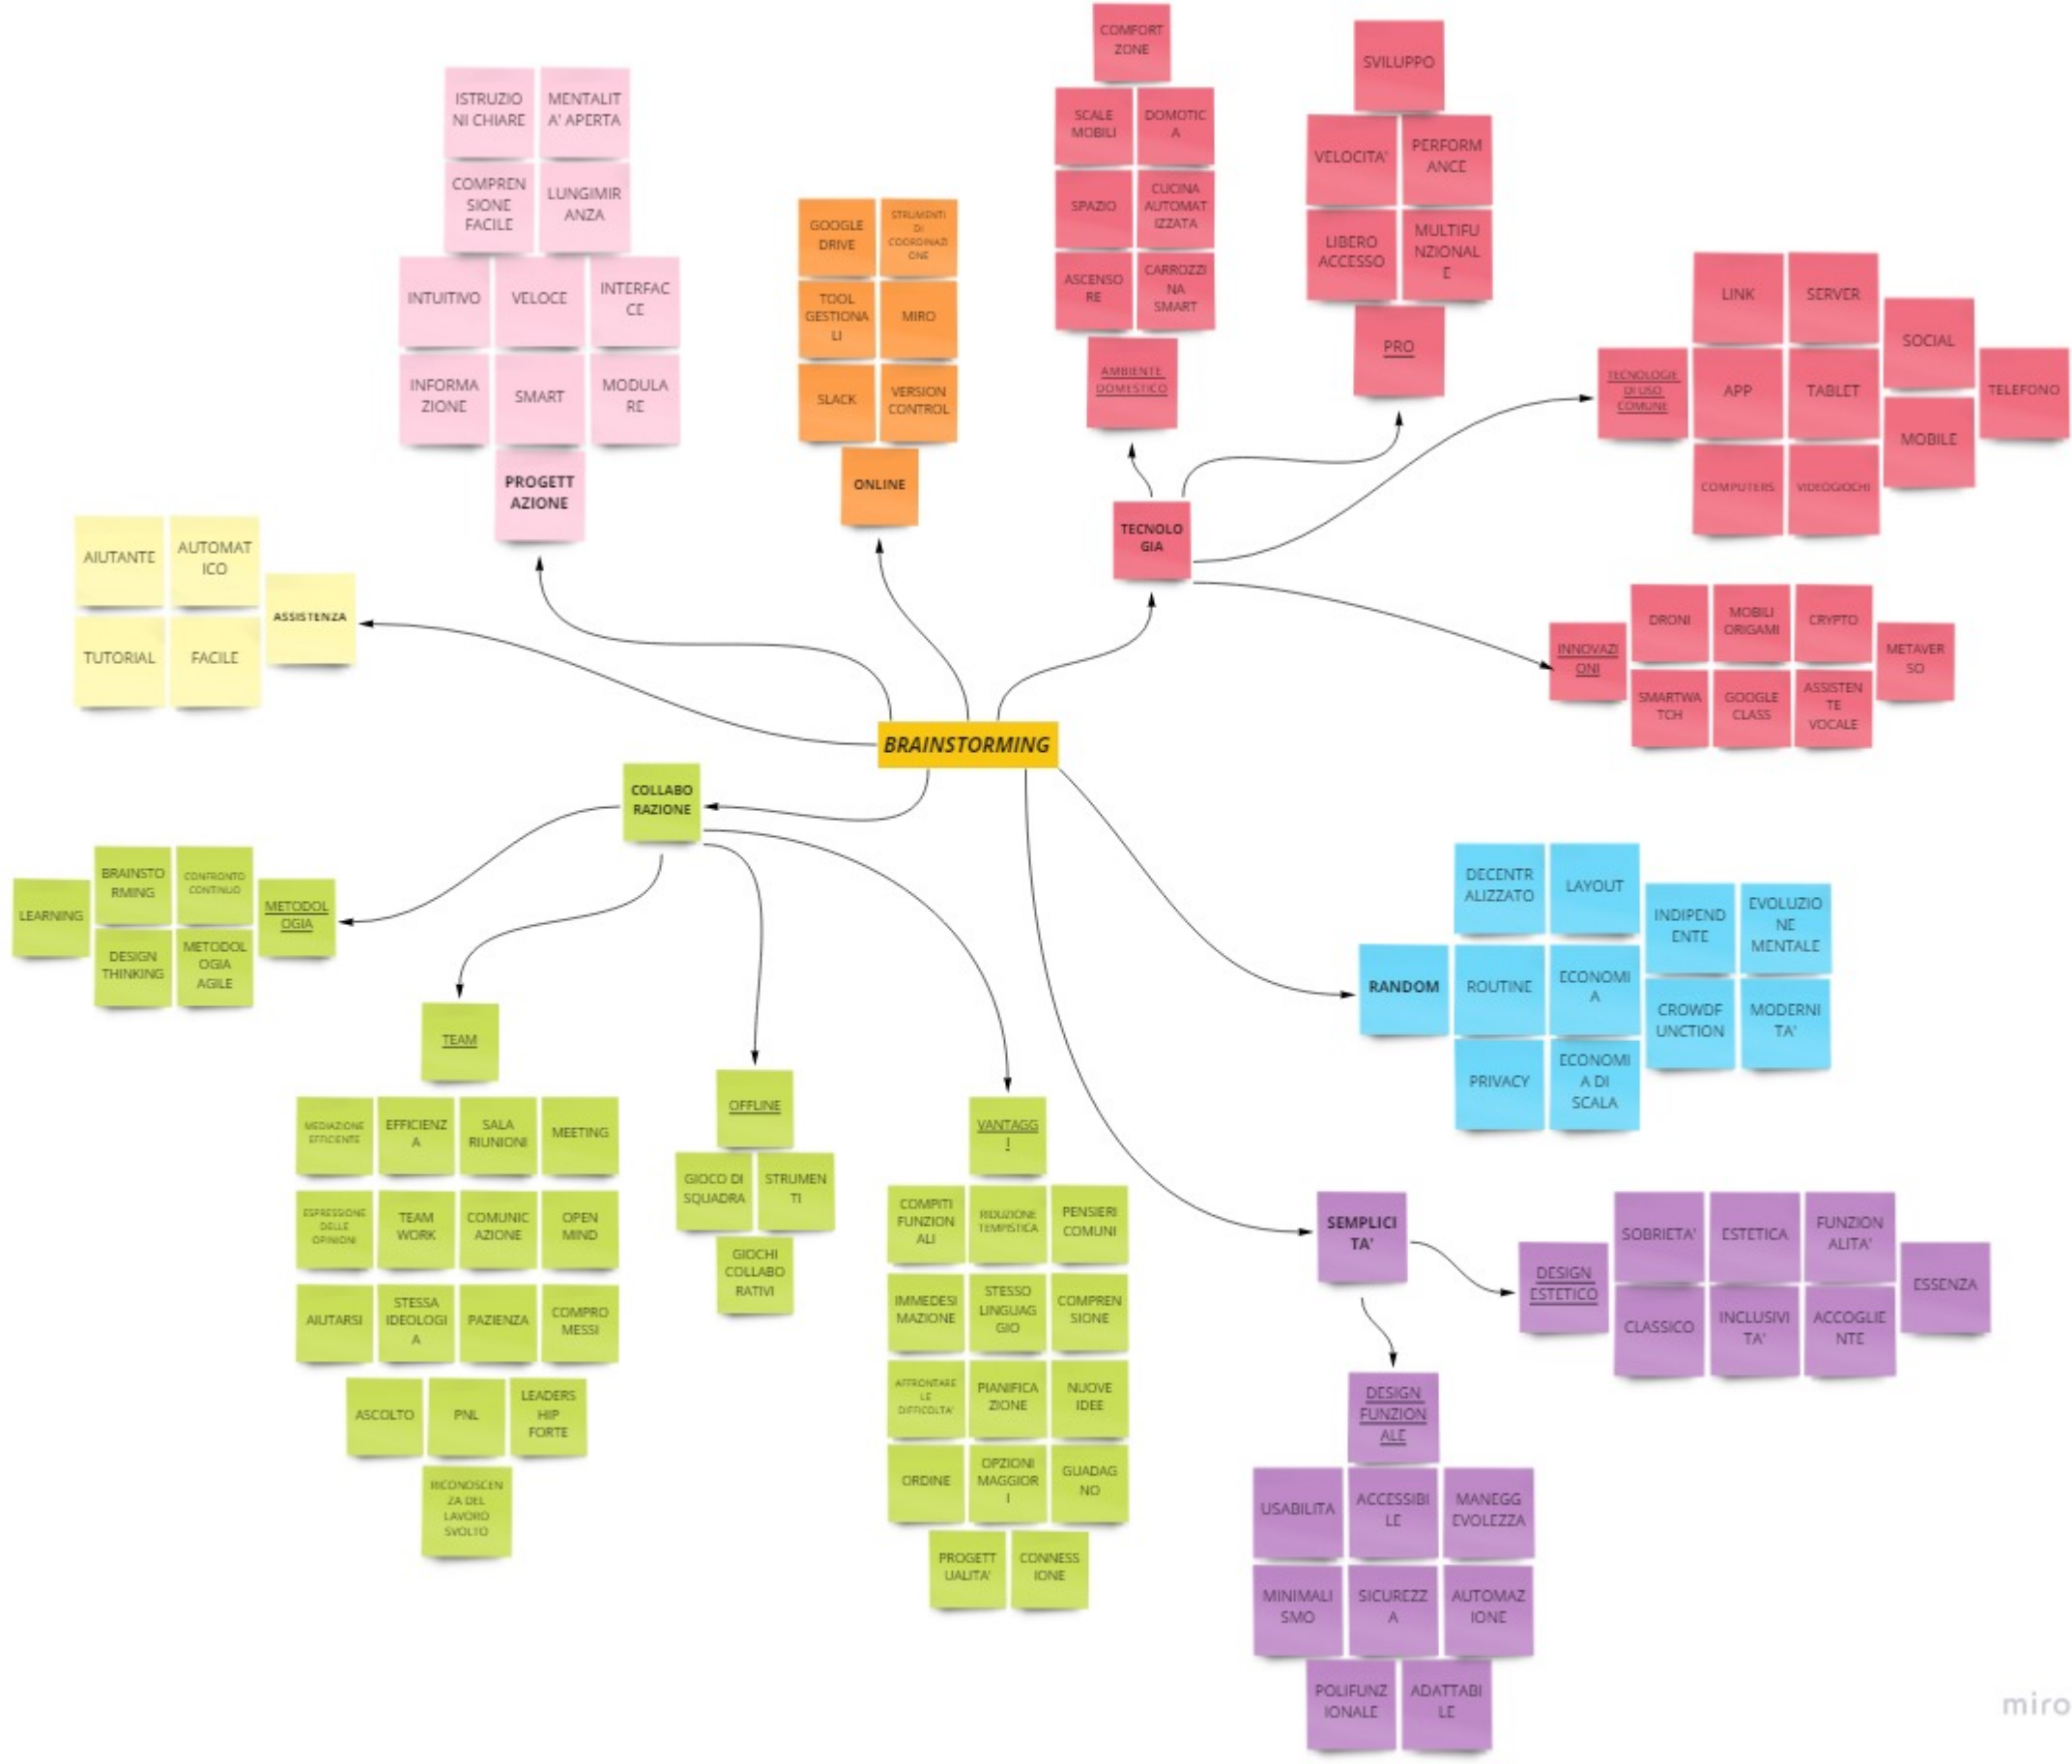 COMFORT
ZONE
SCALE
MOBILI
DOMOTIC
A
SPAZIO
CUCINA
AUTOMAT
IZZATA
ASCENSO
RE
CARROZZI
NA
SMART
AMBIENTE
DOMESTICO
SVILUPPO
VELOCITA'
PERFORM
ANCE
LIBERO
ACCESSO
MULTIFU
NZIONAL
E
PRO
ISTRUZIO
NI CHIARE
MENTALIT
A' APERTA
COMPREN
SIONE
FACILE
LUNGIMIR
ANZA
INTUITIVO
VELOCE
INTERFAC
CE
INFORMA
ZIONE
SMART
MODULA
RE
PROGETT
AZIONE
GOOGLE
DRIVE
STRUMENTI
DI
COORDINAZI
ONE
TOOL
GESTIONA
LI
MIRO
SLACK
VERSION
CONTROL
ONLINE
TECNOLO
GIA
TECNOLOGIE
DI USO
COMUNE
LINK
SERVER
SOCIAL
APP
TABLET
TELEFONO
MOBILE
COMPUTERS
VIDEOGIOCHI
INNOVAZI
ONI
DRONI
MOBILI
ORIGAMI
CRYPTO
METAVER
SO
SMARTWA
TCH
GOOGLE
CLASS
ASSISTEN
TE
VOCALE
AIUTANTE
AUTOMAT
ICO
ASSISTENZA
TUTORIAL
FACILE
BRAINSTORMING
COLLABO
RAZIONE
LEARNING
BRAINSTO
RMING
CONFRONTO
CONTINUO
METODOL
OGIA
DESIGN
THINKING
METODOL
OGIA
AGILE
TEAM
MEDIAZIONE
EFFICIENTE
EFFICIENZ
A
SALA
RIUNIONI
MEETING
ESPRESSIONE
DELLE
OPINIONI
TEAM
WORK
COMUNIC
AZIONE
OPEN
MIND
AIUTARSI
STESSA
IDEOLOGI
A
PAZIENZA
COMPRO
MESSI
ASCOLTO
PNL
LEADERS
HIP
FORTE
RICONOSCEN
ZA DEL
LAVORO
SVOLTO
OFFLINE
GIOCO DI
SQUADRA
STRUMEN
TI
GIOCHI
COLLABO
RATIVI
VANTAGG
I
COMPITI
FUNZION
ALI
RIDUZIONE
TEMPISTICA
PENSIERI
COMUNI
IMMEDESI
MAZIONE
STESSO
LINGUAG
GIO
COMPREN
SIONE
AFFRONTARE
LE
DIFFICOLTA'
PIANIFICA
ZIONE
NUOVE
IDEE
ORDINE
OPZIONI
MAGGIOR
I
GUADAG
NO
PROGETT
UALITA'
CONNESS
IONE
RANDOM
DECENTR
ALIZZATO
LAYOUT
INDIPEND
ENTE
EVOLUZIO
NE
MENTALE
ROUTINE
ECONOMI
A
CROWDF
UNCTION
MODERNI
TA'
PRIVACY
ECONOMI
A DI
SCALA
SEMPLICI
TA'
DESIGN
ESTETICO
SOBRIETA'
ESTETICA
FUNZION
ALITA'
ESSENZA
CLASSICO
INCLUSIVI
TA'
ACCOGLIE
NTE
DESIGN
FUNZION
ALE
USABILITA
ACCESSIBI
LE
MANEGG
EVOLEZZA
MINIMALI
SMO
SICUREZZ
A
AUTOMAZ
IONE
POLIFUNZ
IONALE
ADATTABI
LE
miro